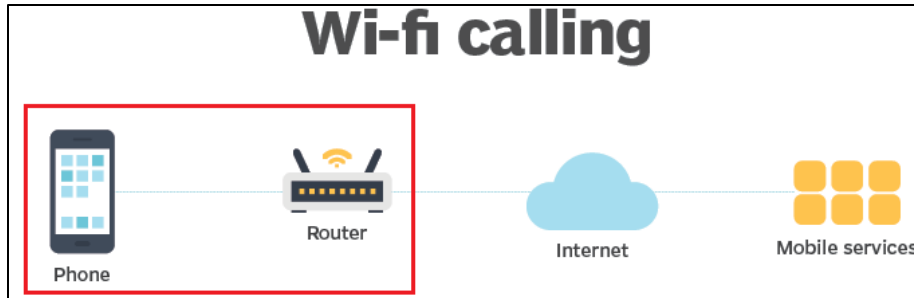 Wi-fi calling
Router
Internet
Mobile services
Phone